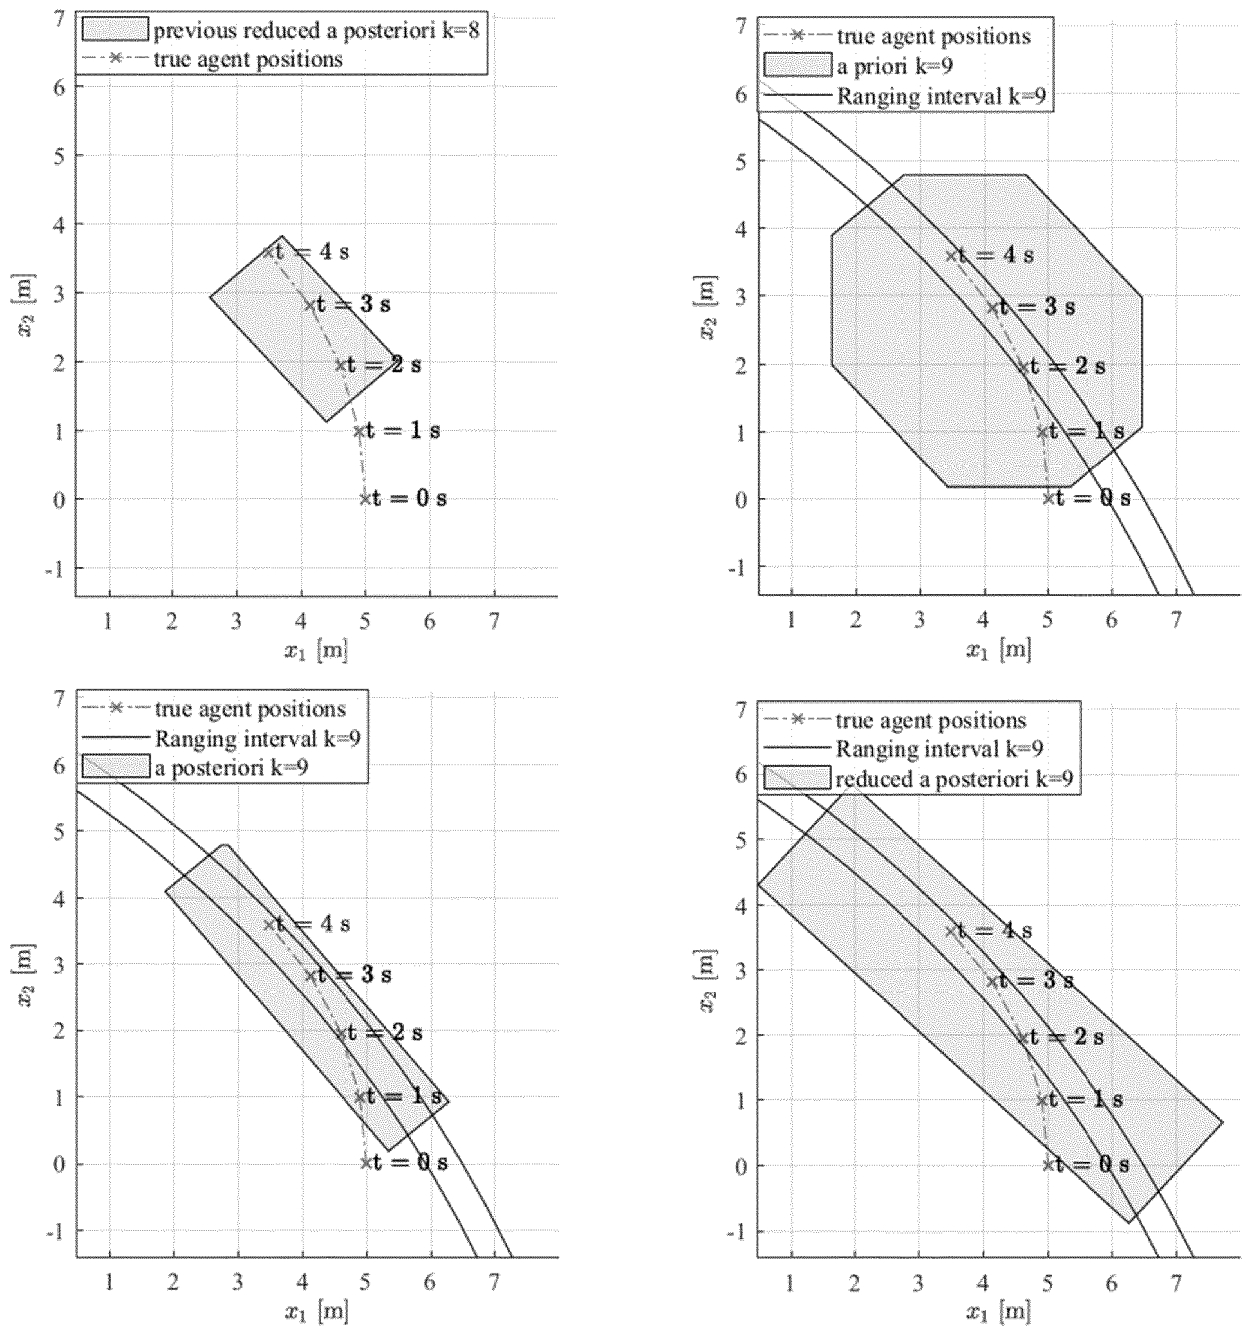 7
previous reduced a posteriori k=8
true agent positions
6
5
4
3
2
1
0
-1
x₂ [m]
t = 4 s
t = 3 s
t = 2 s
t = 1 s
t = 0 s
1 2 3 4 5 6 7
x₁ [m]
7
true agent positions
a priori k=9
Ranging interval k=9
6
5
4
3
2
1
0
-1
x₂ [m]
t = 4 s
t = 3 s
t = 2 s
t = 1 s
t = 0 s
1 2 3 4 5 6 7
x₁ [m]
7
true agent positions
Ranging interval k=9
a posteriori k=9
6
5
4
3
2
1
0
-1
x₂ [m]
t = 4 s
t = 3 s
t = 2 s
t = 1 s
t = 0 s
1 2 3 4 5 6 7
x₁ [m]
7
true agent positions
Ranging interval k=9
reduced a posteriori k=9
6
5
4
3
2
1
0
-1
x₂ [m]
t = 4 s
t = 3 s
t = 2 s
t = 1 s
t = 0 s
1 2 3 4 5 6 7
x₁ [m]